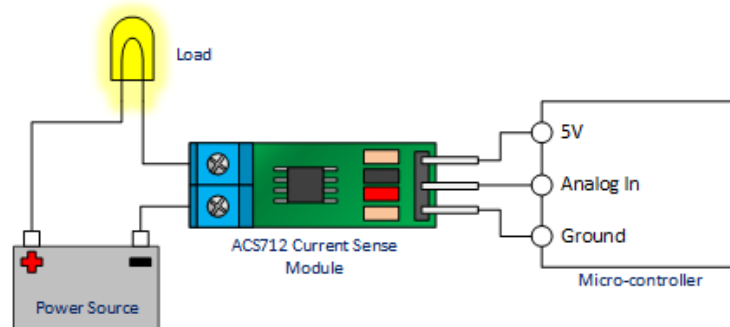 Load
5V
Analog In
Ground
ACS712 Current Sense
Module
Micro-controller
Power Source